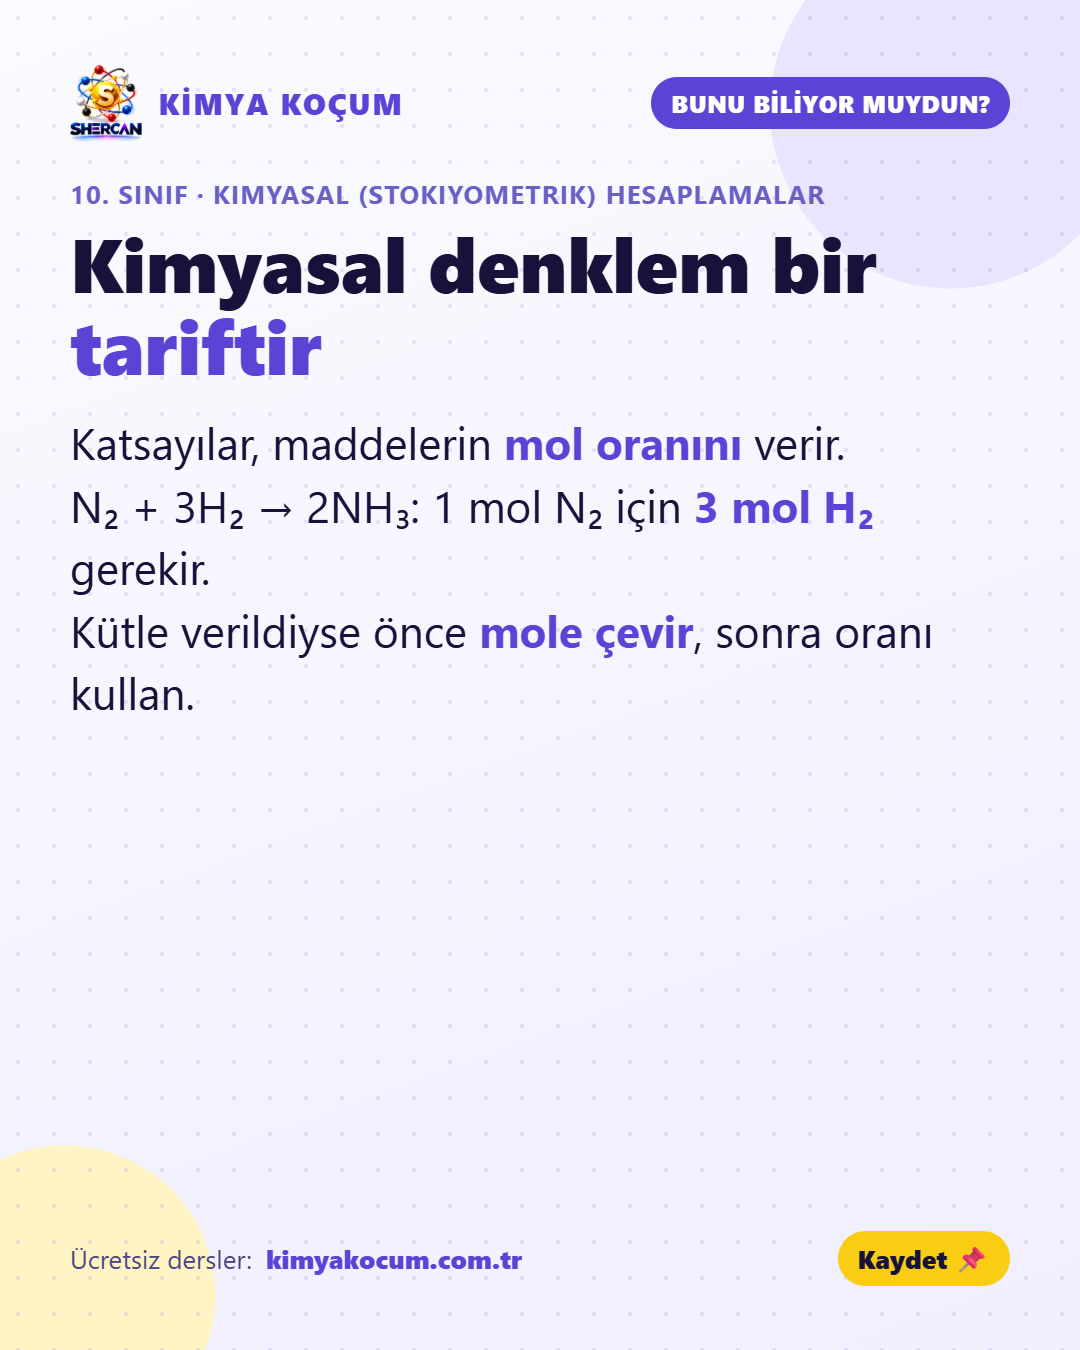 S
SHERCAN
KİMYA KOÇUM
BUNU BİLİYOR MUYDUN?
10. SINIF · KIMYASAL (STOKIYOMETRIK) HESAPLAMALAR
Kimyasal denklem bir
tariftir
Katsayılar, maddelerin mol oranını verir.
N₂ + 3H₂ → 2NH₃: 1 mol N₂ için 3 mol H₂
gerekir.
Kütle verildiyse önce mole çevir, sonra oranı
kullan.
Ücretsiz dersler: kimyakocum.com.tr
Kaydet 📌